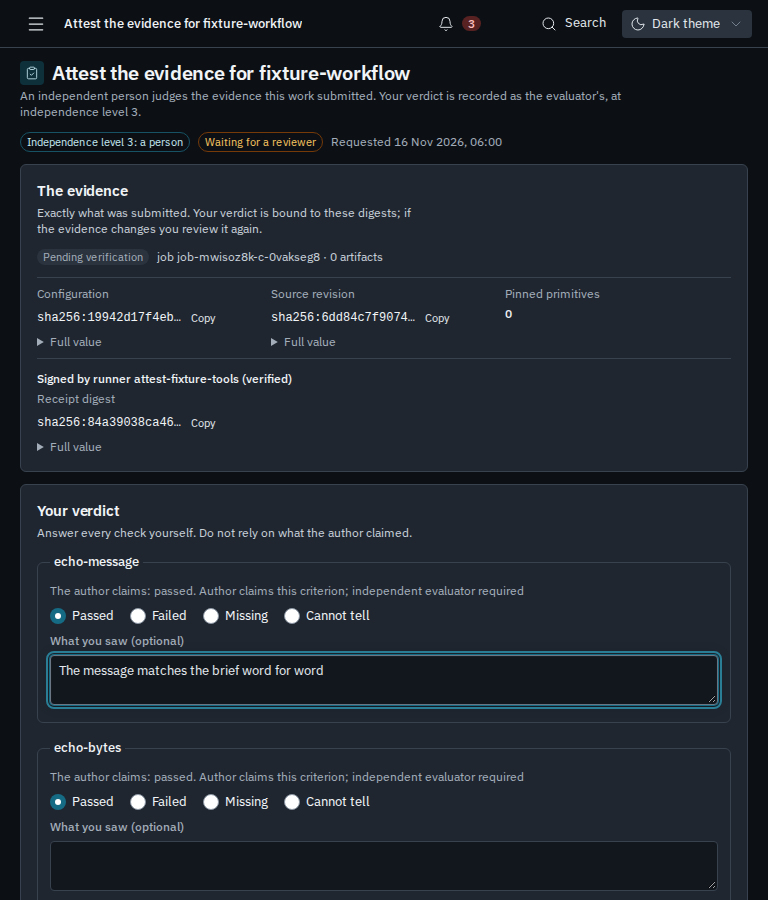 Attest the evidence for fixture-workflow
3
Search
Dark theme
Attest the evidence for fixture-workflow
An independent person judges the evidence this work submitted. Your verdict is recorded as the evaluator's, at
independence level 3.
Independence level 3: a person
Waiting for a reviewer
Requested 16 Nov 2026, 06:00
The evidence
Exactly what was submitted. Your verdict is bound to these digests; if
the evidence changes you review it again.
Pending verification
job job-mwisoz8k-c-0vakseg8 · 0 artifacts
Configuration
Source revision
Pinned primitives
sha256:19942d17f4eb… Copy
sha256:6dd84c7f9074… Copy
0
Full value
Full value
Signed by runner attest-fixture-tools (verified)
Receipt digest
sha256:84a39038ca46… Copy
Full value
Your verdict
Answer every check yourself. Do not rely on what the author claimed.
echo-message
The author claims: passed. Author claims this criterion; independent evaluator required
Passed Failed Missing Cannot tell
What you saw (optional)
The message matches the brief word for word
echo-bytes
The author claims: passed. Author claims this criterion; independent evaluator required
Passed Failed Missing Cannot tell
What you saw (optional)